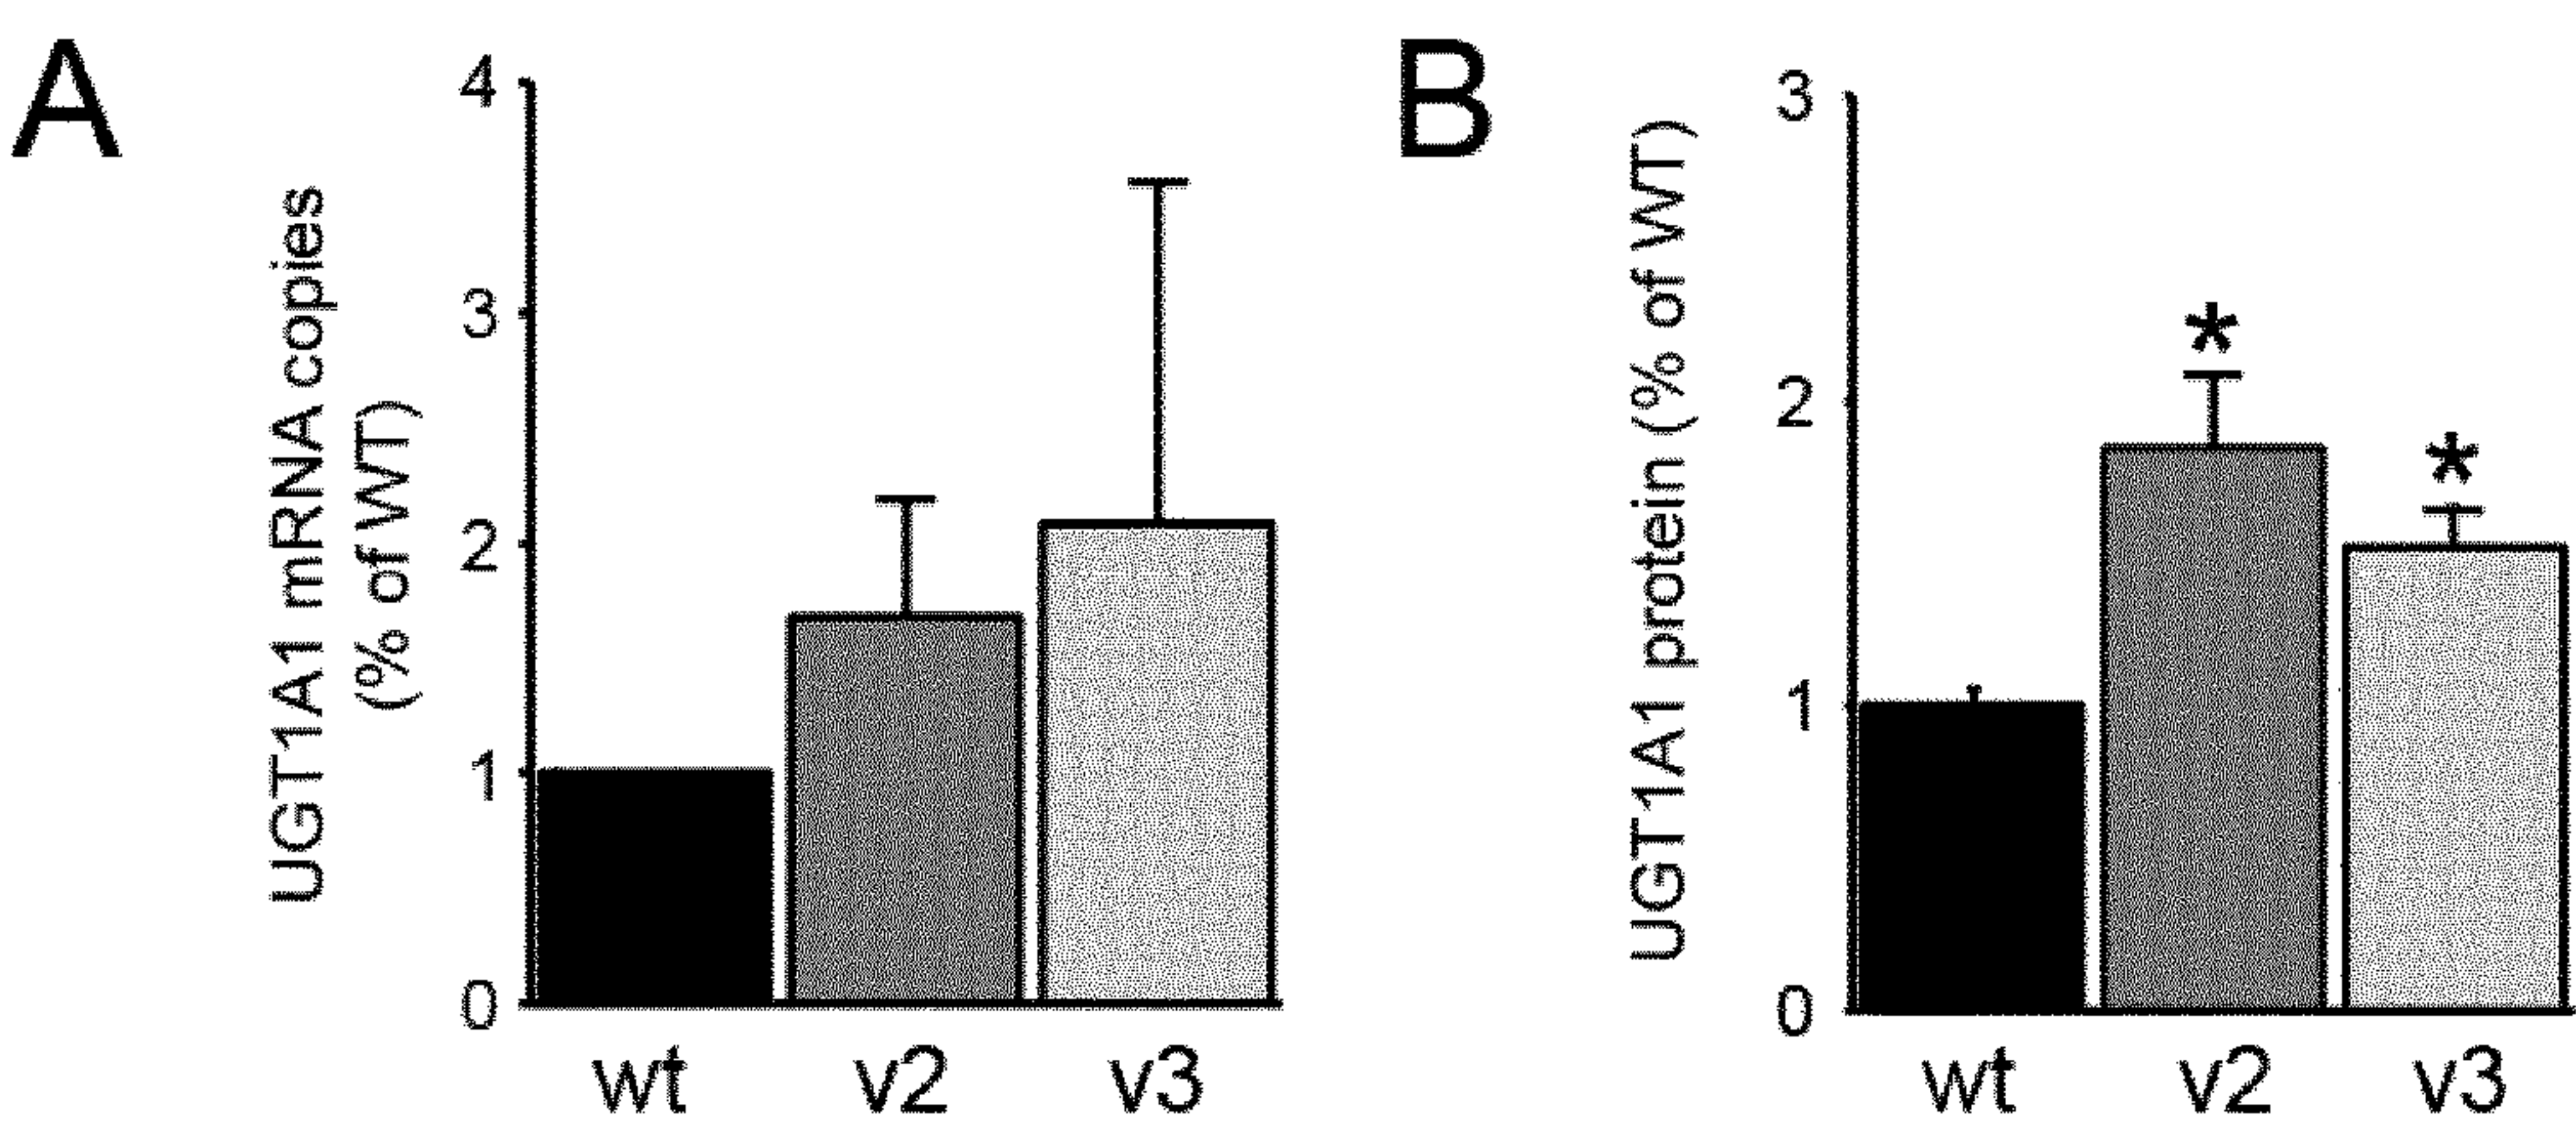 A
4
3
2
1
0
UGT1A1 mRNA copies
(% of WT)
wt v2 v3
B
3
2
1
0
UGT1A1 protein (% of WT)
*
*
wt v2 v3